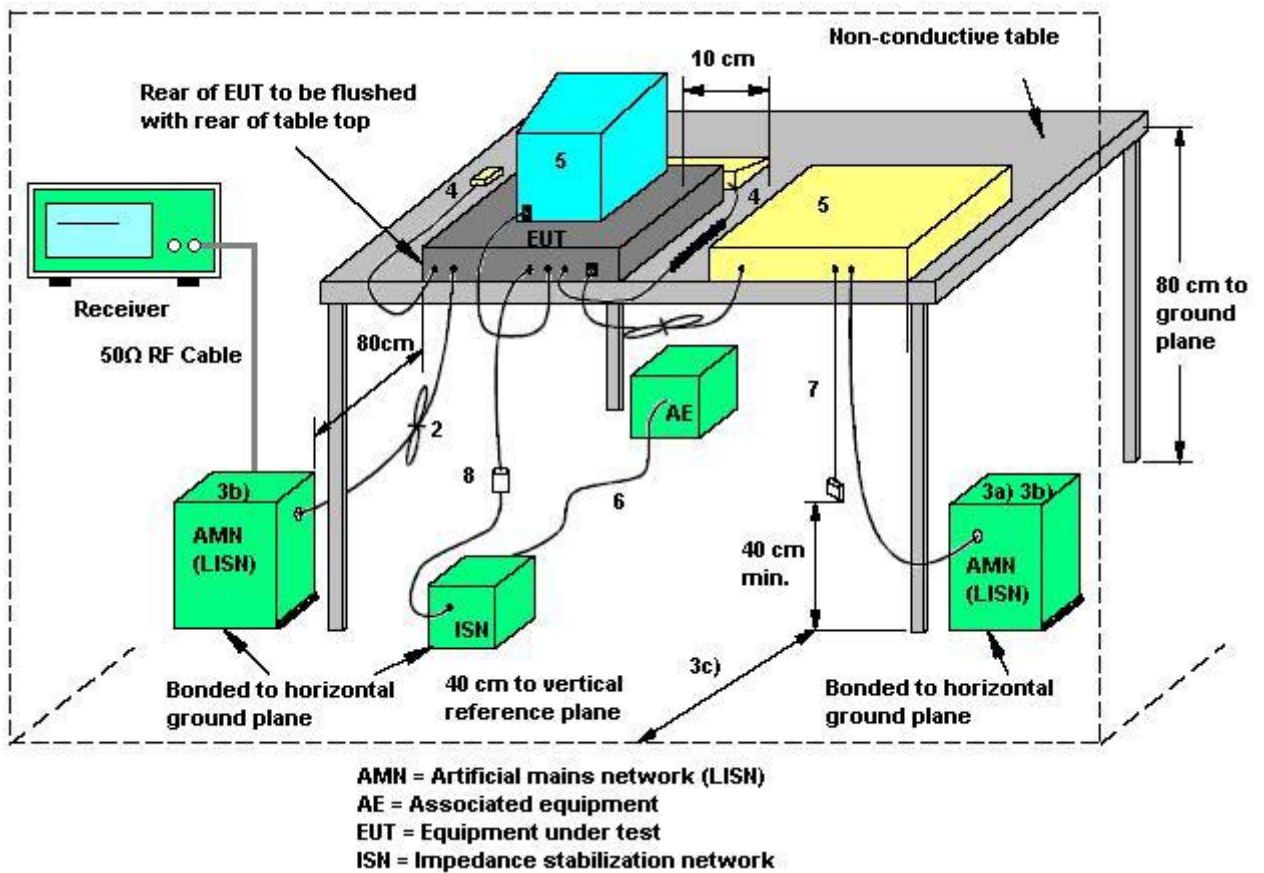 Non-conductive table
10 cm
Rear of EUT to be flushed
with rear of table top
5
4
4
5
EUT
Receiver
80 cm to
ground
plane
50Ω RF Cable
80cm
7
AE
2
8
3b)
6
3a) 3b)
AMN
(LISN)
40 cm
min.
AMN
(LISN)
ISN
3c)
Bonded to horizontal
ground plane
40 cm to vertical
reference plane
Bonded to horizontal
ground plane
AMN = Artificial mains network (LISN)
AE = Associated equipment
EUT = Equipment under test
ISN = Impedance stabilization network